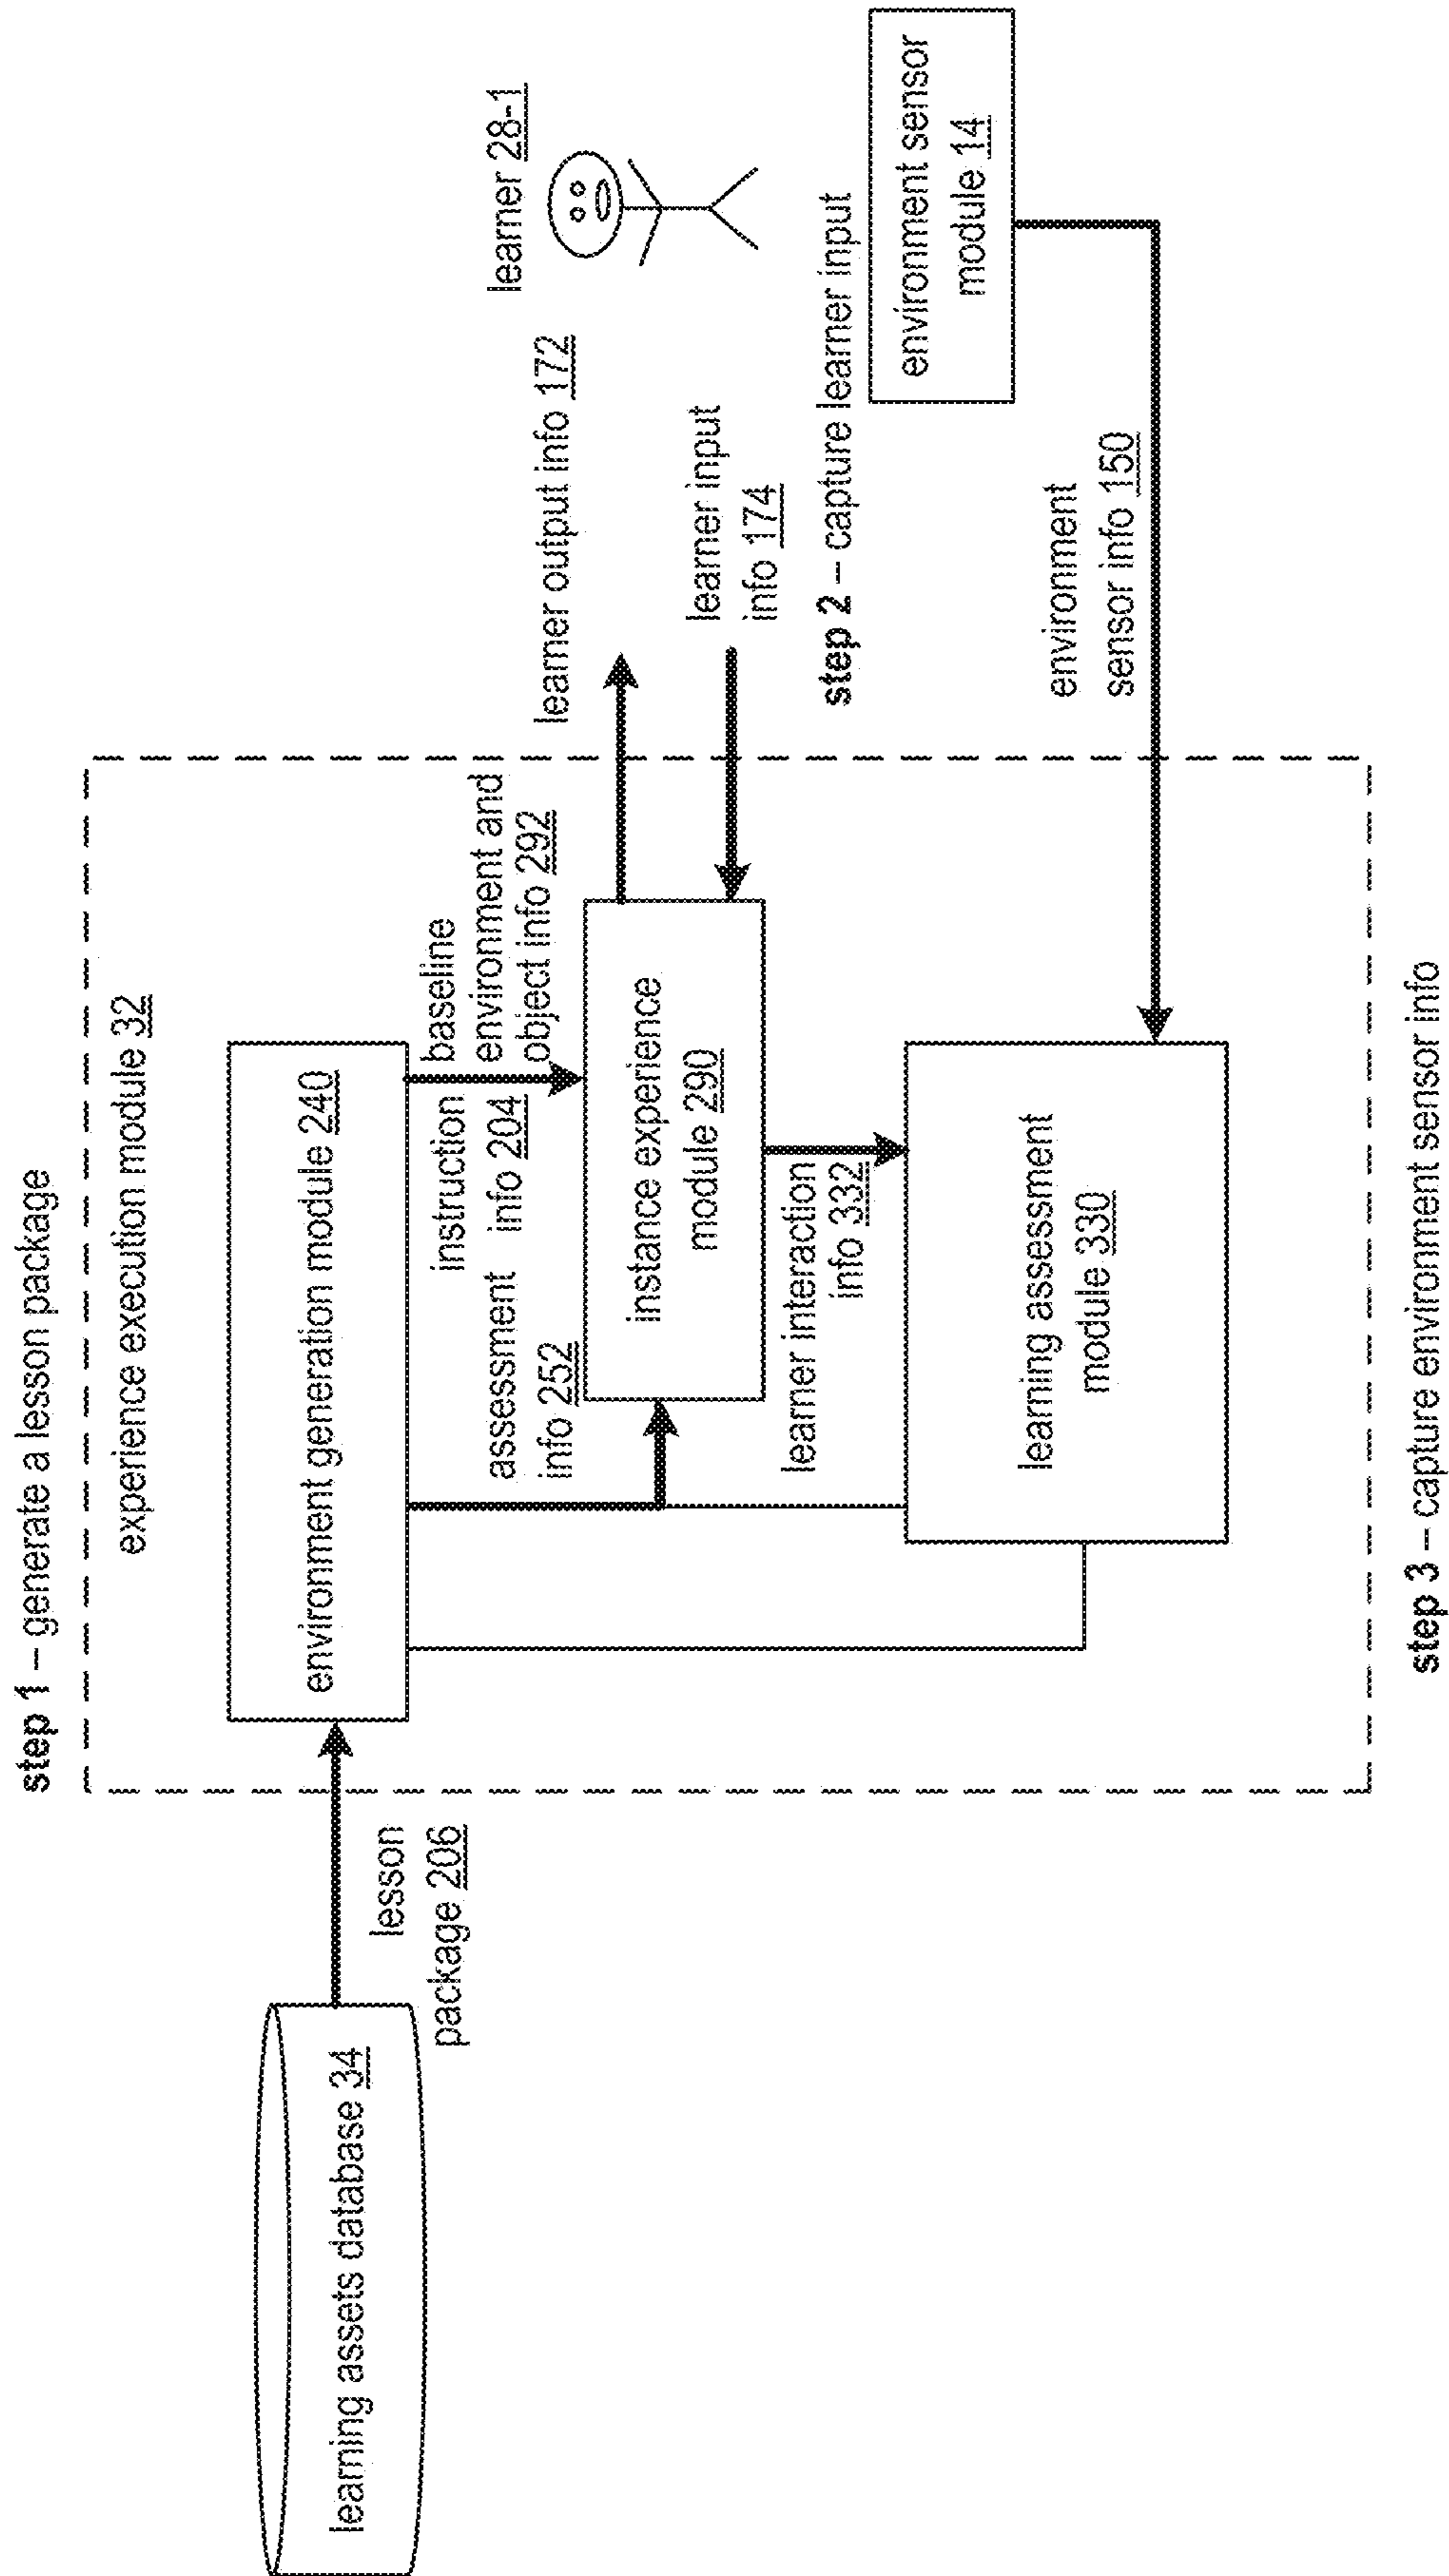 step 1 – generate a lesson package
experience execution module 32
learning assets database 34
lesson
package 206
environment generation module 240
assessment
info 252
instruction
info 204
baseline
environment and
object info 292
instance experience
module 290
learner output info 172
learner 28-1
learner input
info 174
step 2 – capture learner input
learner interaction
info 332
learning assessment
module 330
environment
sensor info 150
environment sensor
module 14
step 3 – capture environment sensor info